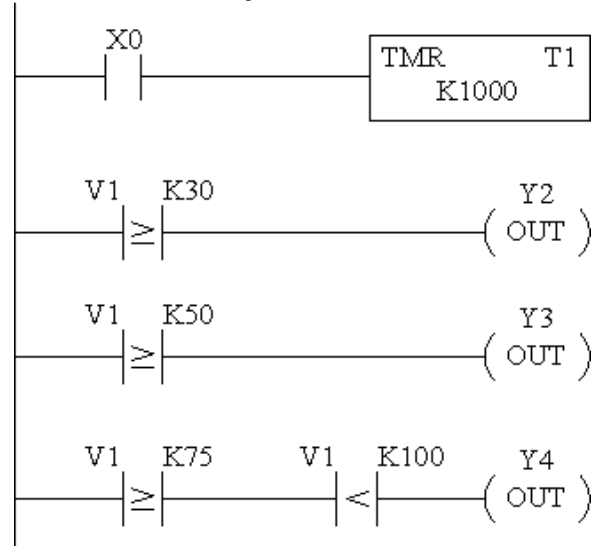 X0
TMR T1
K1000
V1 K30 Y2
≥ OUT
V1 K50 Y3
≥ OUT
V1 K75 V1 K100 Y4
≥ < OUT